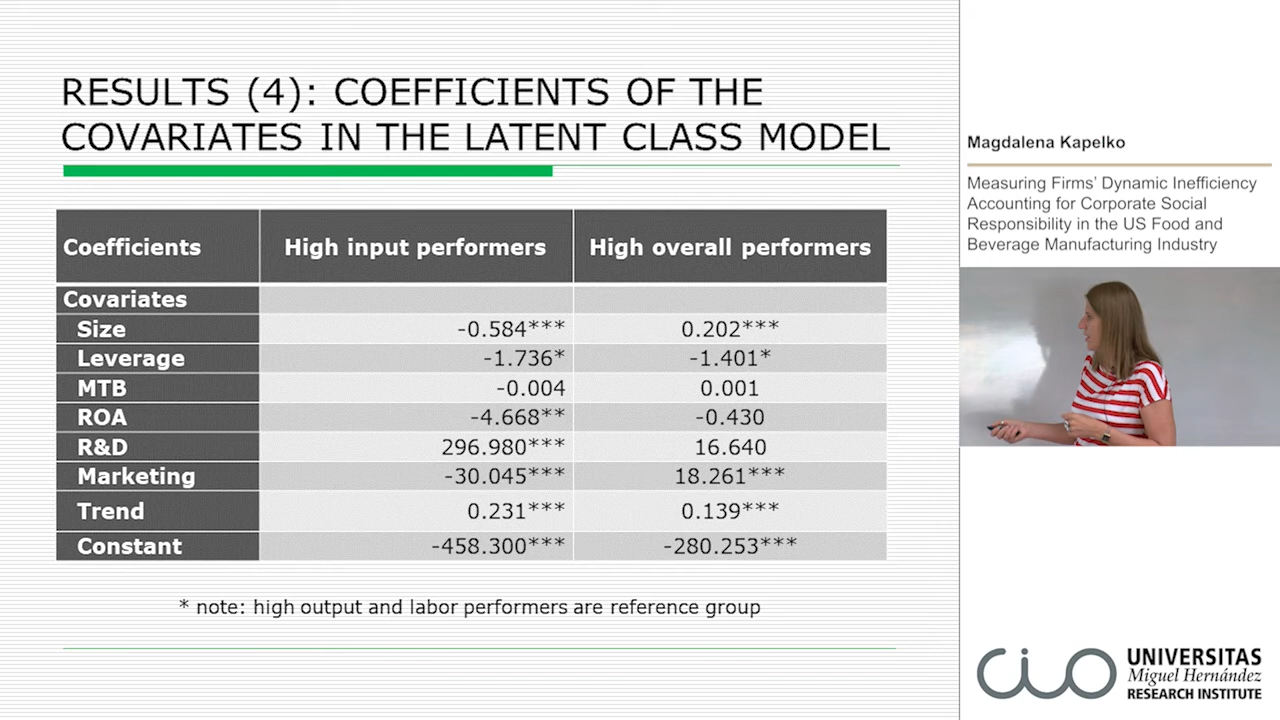 RESULTS (4): COEFFICIENTS OF THE
COVARIATES IN THE LATENT CLASS MODEL
Coefficients High input performers High overall performers
Covariates
Size -0.584*** 0.202***
Leverage -1.736* -1.401*
MTB -0.004 0.001
ROA -4.668** -0.430
R&D 296.980*** 16.640
Marketing -30.045*** 18.261***
Trend 0.231*** 0.139***
Constant -458.300*** -280.253***
* note: high output and labor performers are reference group
Magdalena Kapelko
Measuring Firms' Dynamic Inefficiency
Accounting for Corporate Social
Responsibility in the US Food and
Beverage Manufacturing Industry
CIO
UNIVERSITAS
Miguel Hernández
RESEARCH INSTITUTE